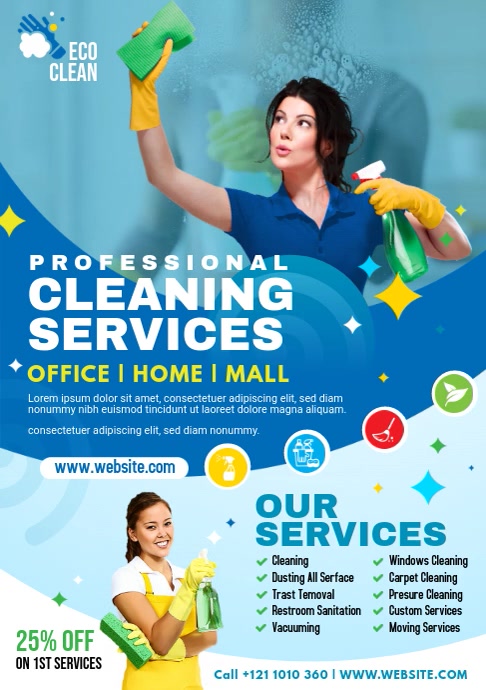 ECO
CLEAN
PROFESSIONAL
CLEANING
SERVICES
OFFICE | HOME | MALL
Lorem ipsum dolor sit amet, consectetuer adipiscing elit, sed diam
nonummy nibh euismod tincidunt ut laoreet dolore magna aliquam.
consectetuer adipiscing elit, sed diam nonummy.
www.website.com
OUR
SERVICES
Cleaning
Dusting All Serface
Trast Temoval
Restroom Sanitation
Vacuuming
Windows Cleaning
Carpet Cleaning
Presure Cleaning
Custom Services
Moving Services
25% OFF
ON 1ST SERVICES
Call +121 1010 360 | WWW.WEBSITE.COM